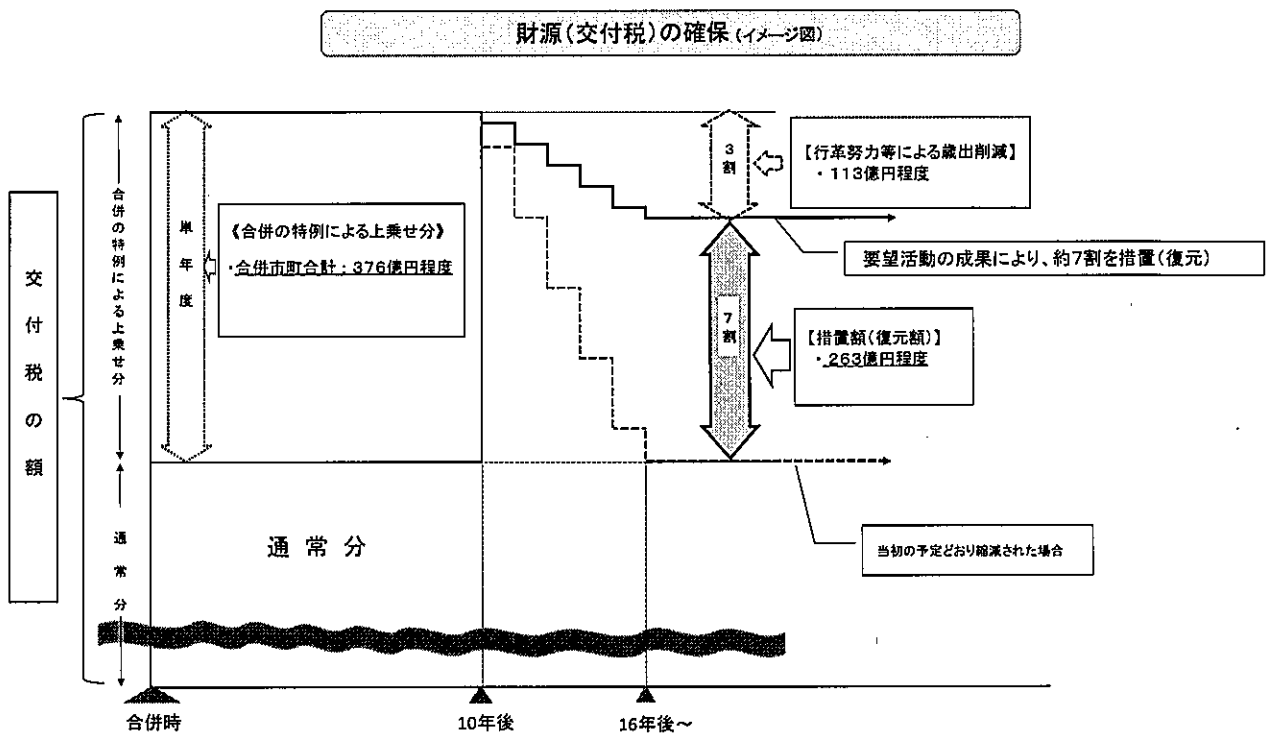 財源(交付税)の確保(イメージ図)
交付税の額
合併の特例による上乗せ分
通常分
単年度
《合併の特例による上乗せ分》
・合併市町合計:376億円程度
3割
【行革努力等による歳出削減】
・113億円程度
要望活動の成果により、約7割を措置(復元)
7割
【措置額(復元額)】
・263億円程度
通常分
当初の予定どおり縮減された場合
合併時
10年後
16年後~